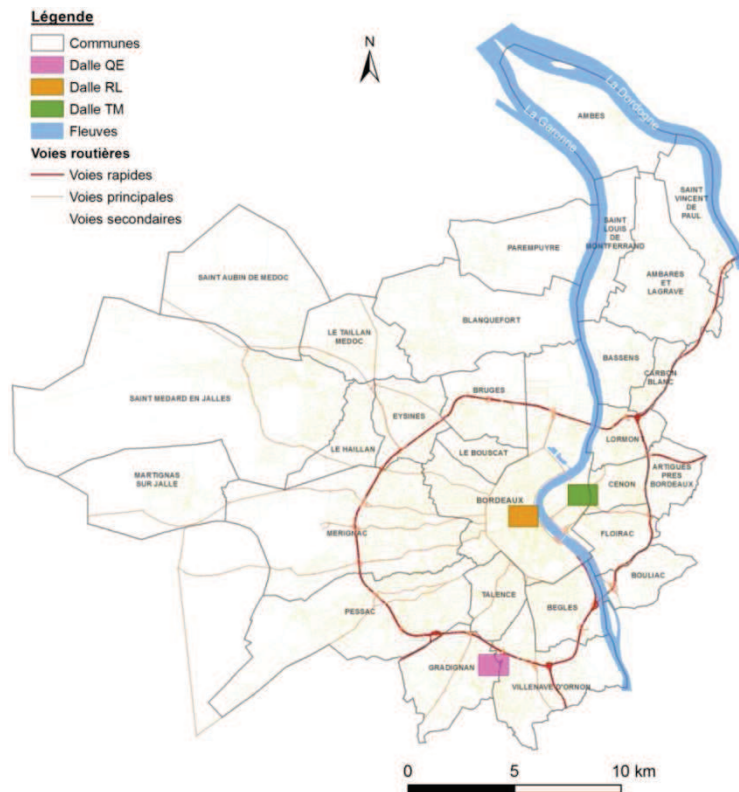 Légende
Communes
Dalle QE
Dalle RL
Dalle TM
Fleuves
Voies routières
Voies rapides
Voies principales
Voies secondaires
N
La Dordogne
La Garonne
AMBES
SAINT
VINCENT
DE
PAUL
SAINT
LOUIS
DE
MONTFERRAND
PAREMPUYRE
AMBARES
ET
LAGRAVE
SAINT AUBIN DE MEDOC
BLANQUEFORT
LE TAILLAN
MEDOC
BASSENS
CARBON
BLANC
BRUGES
SAINT MEDARD EN JALLES
EYSINES
LORMON
LE HAILLAN
LE BOUSCAT
ARTIGUES
PRES
BORDEAUX
MARTIGNAS
SUR JALLE
CENON
BORDEAUX
MERIGNAC
FLOIRAC
BOULIAC
TALENCE
BEGLES
PESSAC
GRADIGNAN
VILLENAVE D'ORNON
0 5 10 km